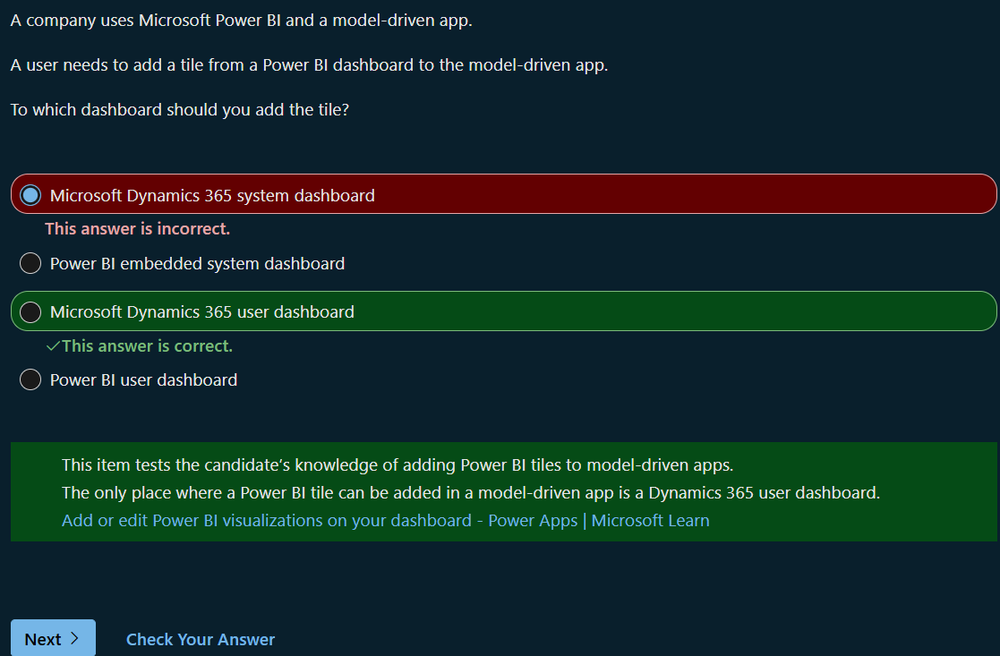 A company uses Microsoft Power BI and a model-driven app.
A user needs to add a tile from a Power BI dashboard to the model-driven app.
To which dashboard should you add the tile?
Microsoft Dynamics 365 system dashboard
This answer is incorrect.
Power BI embedded system dashboard
Microsoft Dynamics 365 user dashboard
This answer is correct.
Power BI user dashboard
This item tests the candidate’s knowledge of adding Power BI tiles to model-driven apps.
The only place where a Power BI tile can be added in a model-driven app is a Dynamics 365 user dashboard.
Add or edit Power BI visualizations on your dashboard - Power Apps | Microsoft Learn
Next Check Your Answer